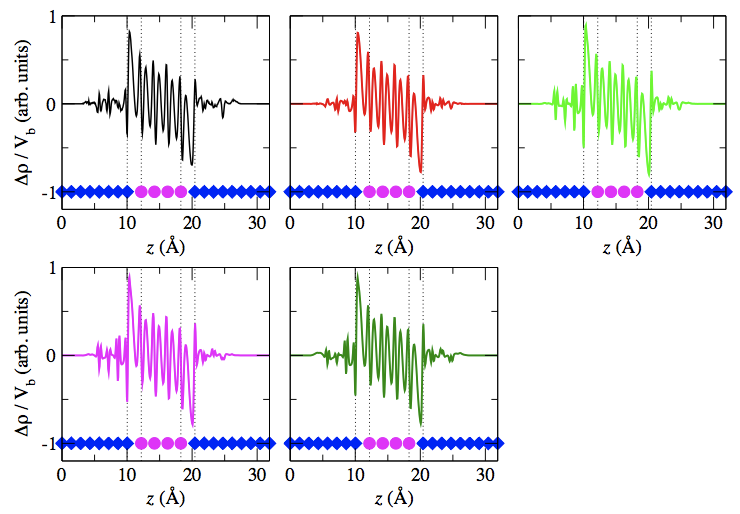 Δρ / V_b (arb. units)
1
0
-1
0 10 20 30
z (Å)
0 10 20 30
z (Å)
0 10 20 30
z (Å)
Δρ / V_b (arb. units)
1
0
-1
0 10 20 30
z (Å)
0 10 20 30
z (Å)